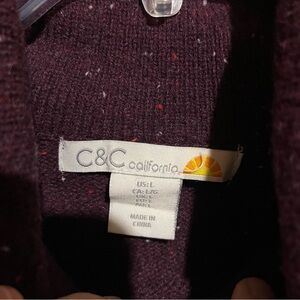 C&C california
US: L
CA: L/G
MADE IN
CHINA